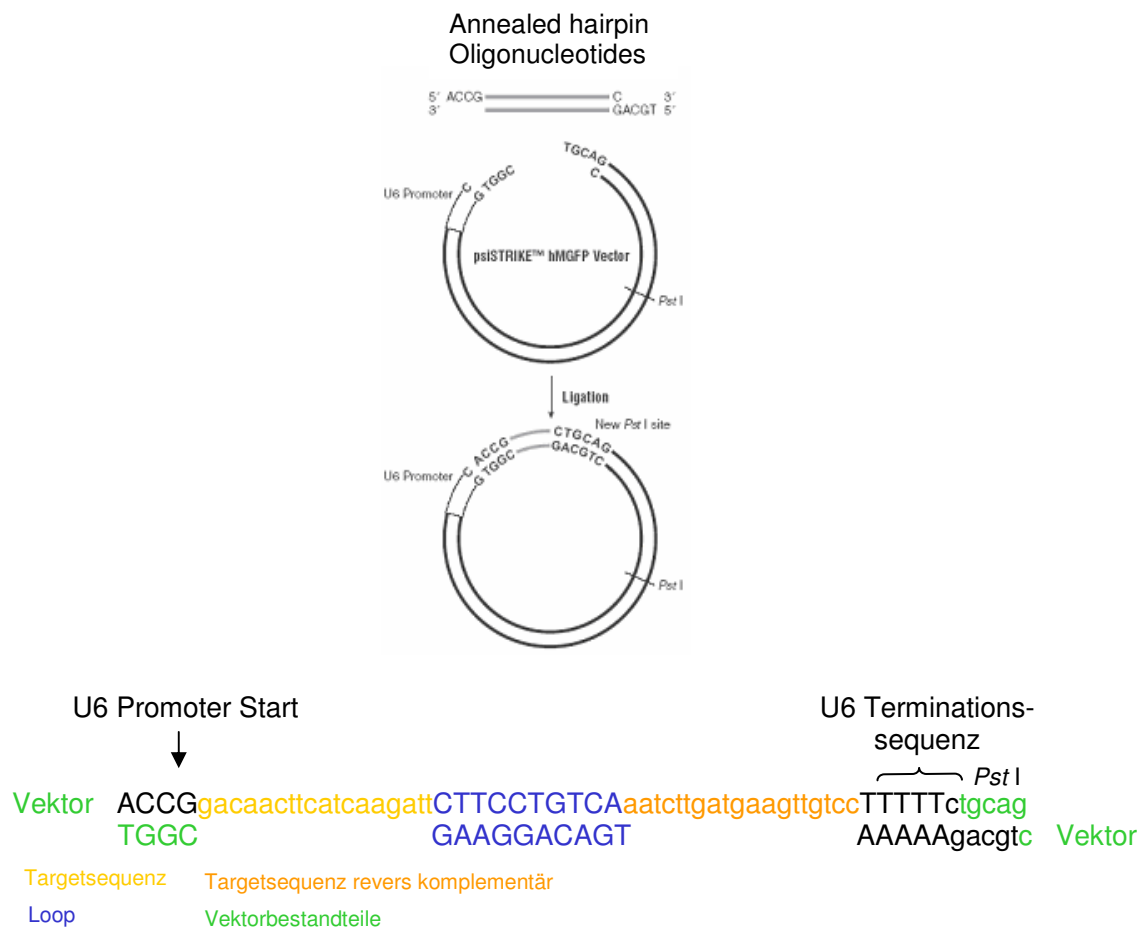 Annealed hairpin
Oligonucleotides
5´ ACCG C 3´
3´ GACGT 5´
TGCAG
C
C
G TGGC
U6 Promoter
psiSTRIKE™ hMGFP Vector
Pst I
Ligation
New Pst I site
CTGCAG
GACGTC
C ACCG
G TGGC
U6 Promoter
Pst I
U6 Promoter Start
U6 Terminations-
sequenz
Pst I
Vektor ACCGgacaacttcatcaagattCTTCCTGTCAaatcttgatgaagttgtccTTTTTctgcag
TGGC GAAGGACAGT AAAAAgacgtc Vektor
Targetsequenz Targetsequenz revers komplementär
Loop Vektorbestandteile